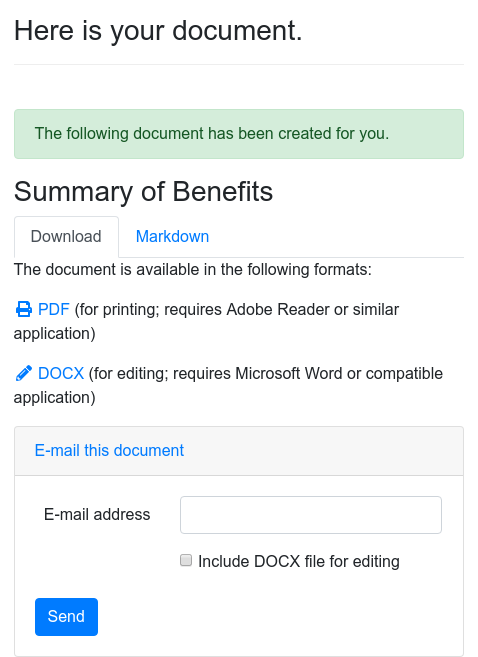 Here is your document.
The following document has been created for you.
Summary of Benefits
Download Markdown
The document is available in the following formats:
PDF (for printing; requires Adobe Reader or similar
application)
DOCX (for editing; requires Microsoft Word or compatible
application)
E-mail this document
E-mail address
Include DOCX file for editing
Send